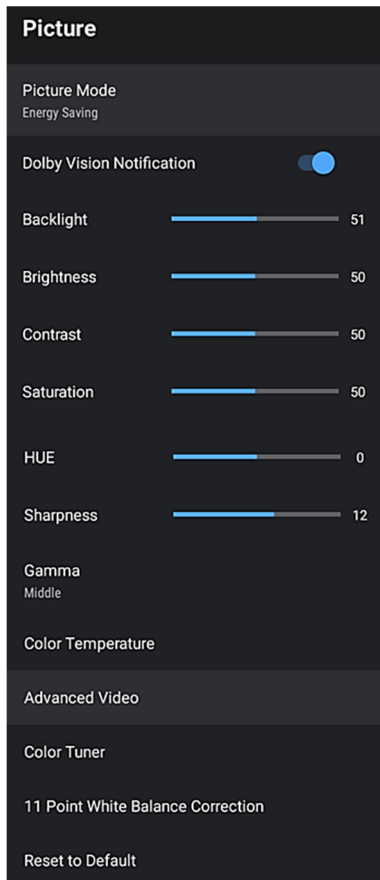 Picture
Picture Mode
Energy Saving
Dolby Vision Notification
Backlight 51
Brightness 50
Contrast 50
Saturation 50
HUE 0
Sharpness 12
Gamma
Middle
Color Temperature
Advanced Video
Color Tuner
11 Point White Balance Correction
Reset to Default